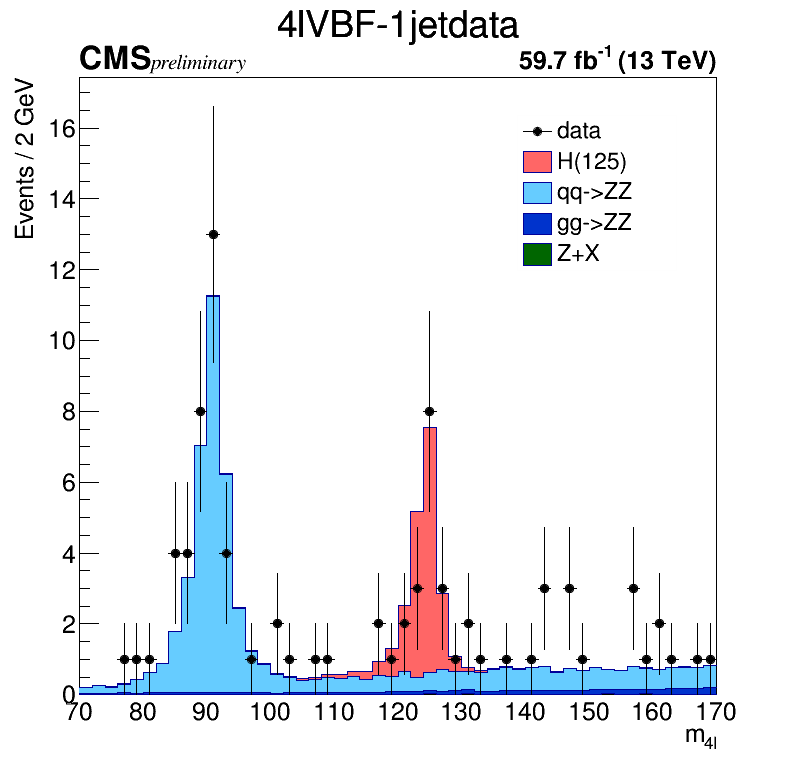 4lVBF-1jetdata
CMS preliminary 59.7 fb-1 (13 TeV)
Events / 2 GeV
16
14
12
10
8
6
4
2
0
data
H(125)
qq->ZZ
gg->ZZ
Z+X
70 80 90 100 110 120 130 140 150 160 170
m4l